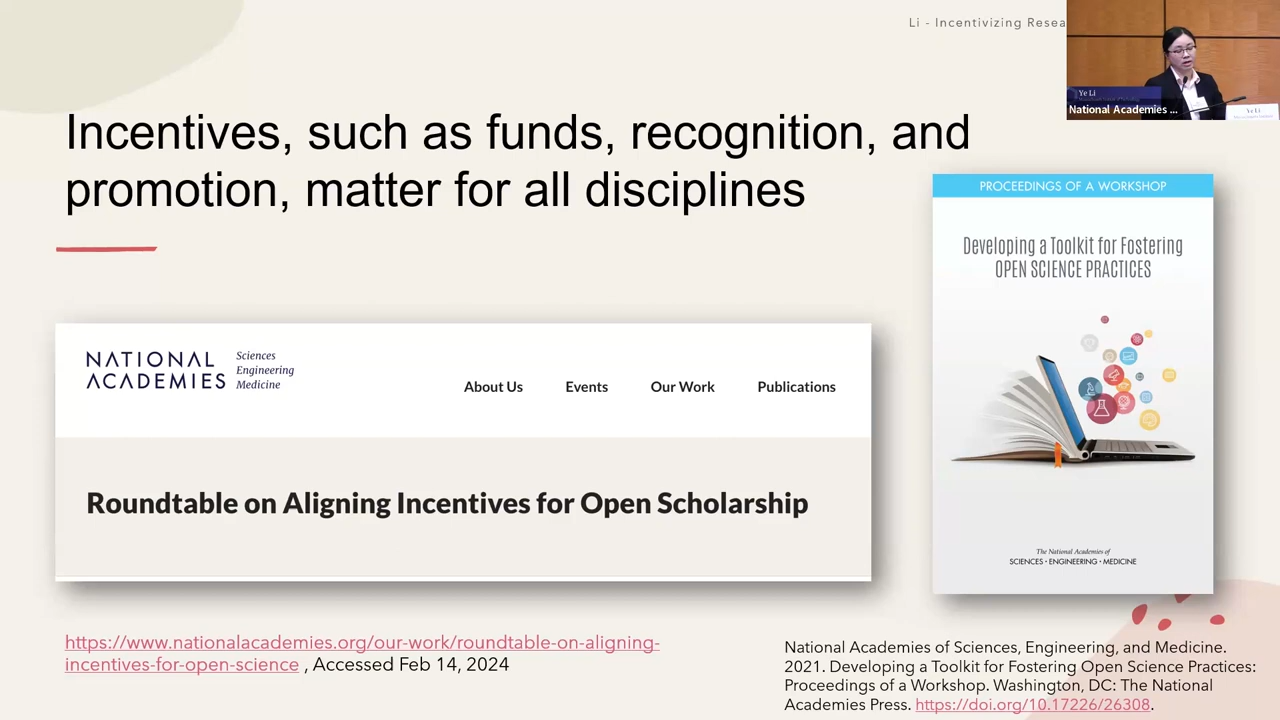 Li - Incentivizing Resea
Ye Li
National Academies ...
Ye Li
Incentives, such as funds, recognition, and
promotion, matter for all disciplines
PROCEEDINGS OF A WORKSHOP
Developing a Toolkit for Fostering
OPEN SCIENCE PRACTICES
NATIONAL
ACADEMIES
Sciences
Engineering
Medicine
About Us
Events
Our Work
Publications
Roundtable on Aligning Incentives for Open Scholarship
The National Academies of
SCIENCES • ENGINEERING • MEDICINE
https://www.nationalacademies.org/our-work/roundtable-on-aligning-
incentives-for-open-science , Accessed Feb 14, 2024
National Academies of Sciences, Engineering, and Medicine.
2021. Developing a Toolkit for Fostering Open Science Practices:
Proceedings of a Workshop. Washington, DC: The National
Academies Press. https://doi.org/10.17226/26308.